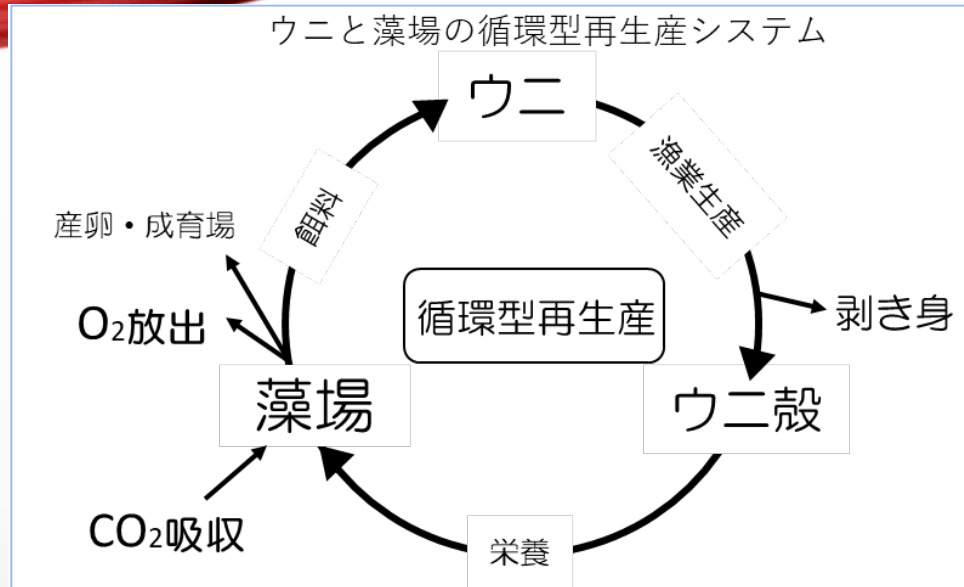 ウニと藻場の循環型再生産システム
ウニ
漁業生産
餌料
産卵・成育場
O₂放出
循環型再生産
剥き身
藻場
ウニ殻
CO₂吸収
栄養